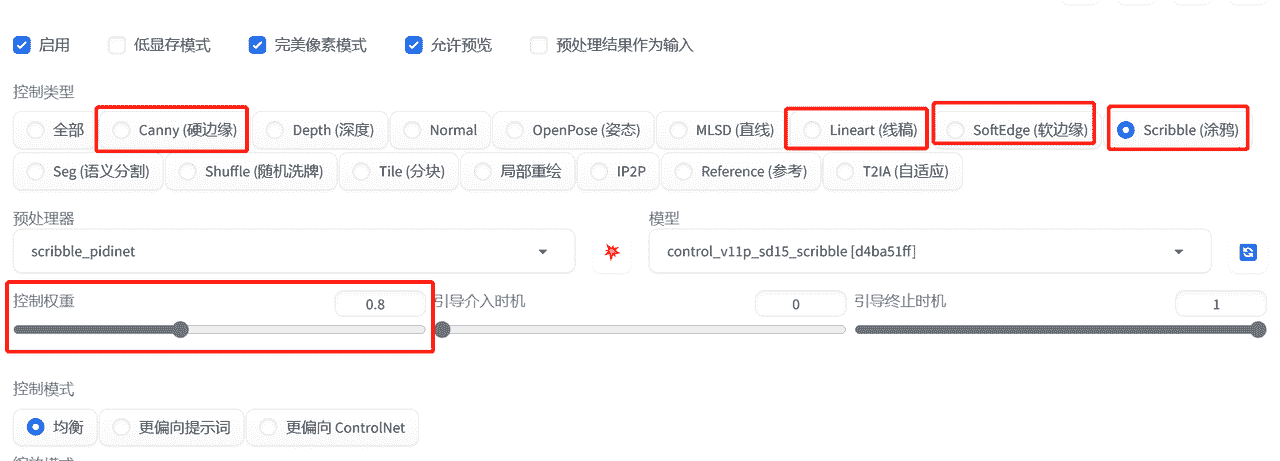 启用 低显存模式 完美像素模式 允许预览 预处理结果作为输入
控制类型
全部 Canny (硬边缘) Depth (深度) Normal OpenPose (姿态) MLSD (直线) Lineart (线稿) SoftEdge (软边缘) Scribble (涂鸦)
Seg (语义分割) Shuffle (随机洗牌) Tile (分块) 局部重绘 IP2P Reference (参考) T2IA (自适应)
预处理器 模型
scribble_pidinet control_v11p_sd15_scribble [d4ba51ff]
控制权重 0.8 引导介入时机 0 引导终止时机 1
控制模式
均衡 更偏向提示词 更偏向 ControlNet